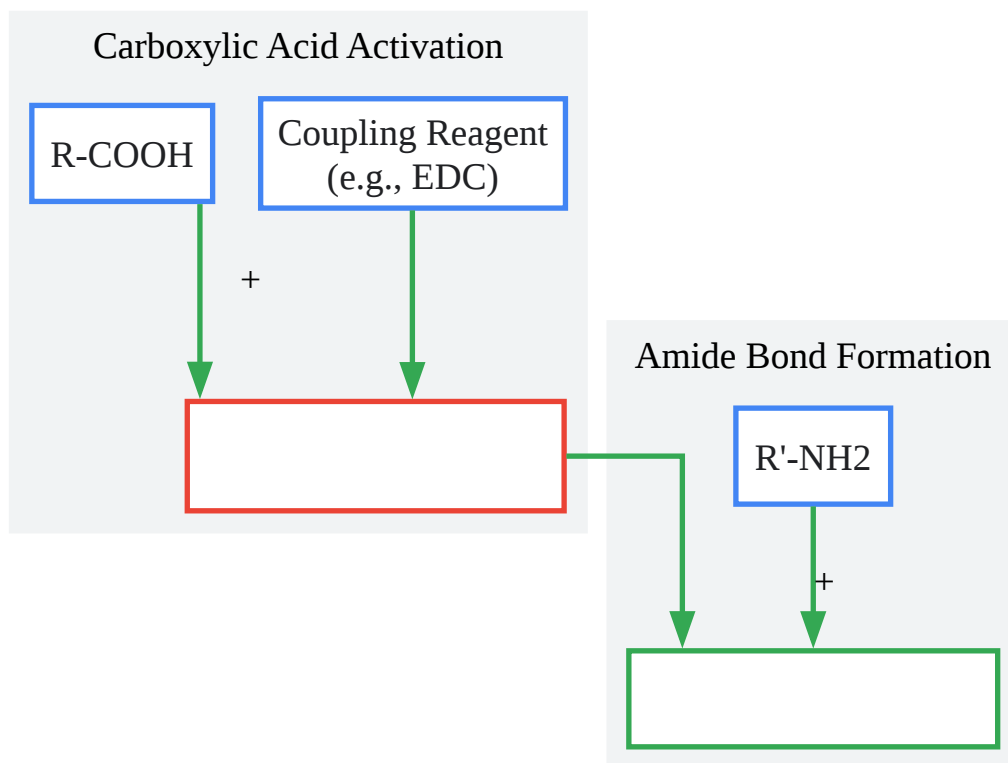 Carboxylic Acid Activation
R-COOH
Coupling Reagent
(e.g., EDC)
+
Amide Bond Formation
R'-NH2
+